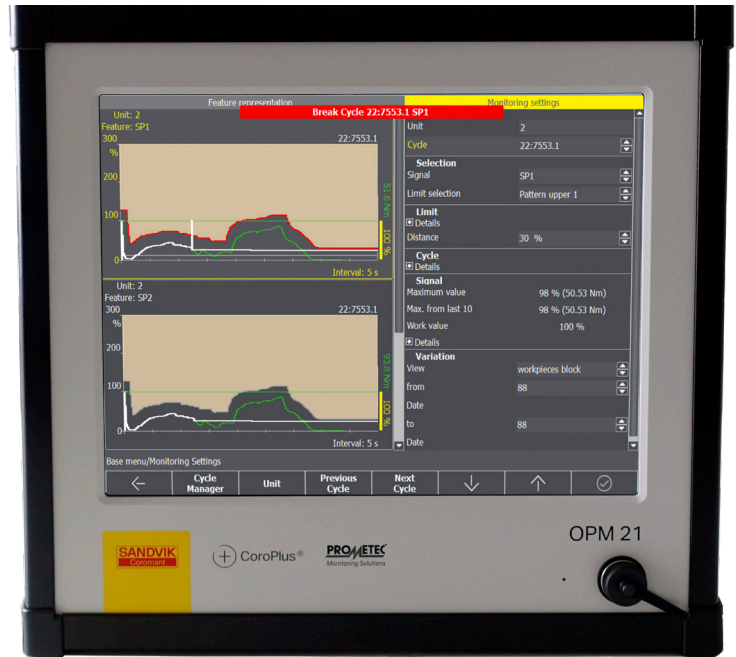 Feature representation
Monitoring settings
Break Cycle 22:7553.1 SP1
Unit: 2
Feature: SP1
300
22:7553.1
%
200
100
0
51.6 Nm
100 %
Interval: 5 s
Unit: 2
Feature: SP2
300
22:7553.1
%
200
100
0
93.8 Nm
100 %
Interval: 5 s
Unit 2
Cycle 22:7553.1
Selection
Signal SP1
Limit selection Pattern upper 1
Limit
Details
Distance 30 %
Cycle
Details
Signal
Maximum value 98 % (50.53 Nm)
Max. from last 10 98 % (50.53 Nm)
Work value 100 %
Details
Variation
View workpieces block
from 88
Date
to 88
Date
Base menu/Monitoring Settings
Cycle Manager
Unit
Previous Cycle
Next Cycle
OPM 21
SANDVIK
Coromant
CoroPlus®
PROMETEC
Monitoring Solutions